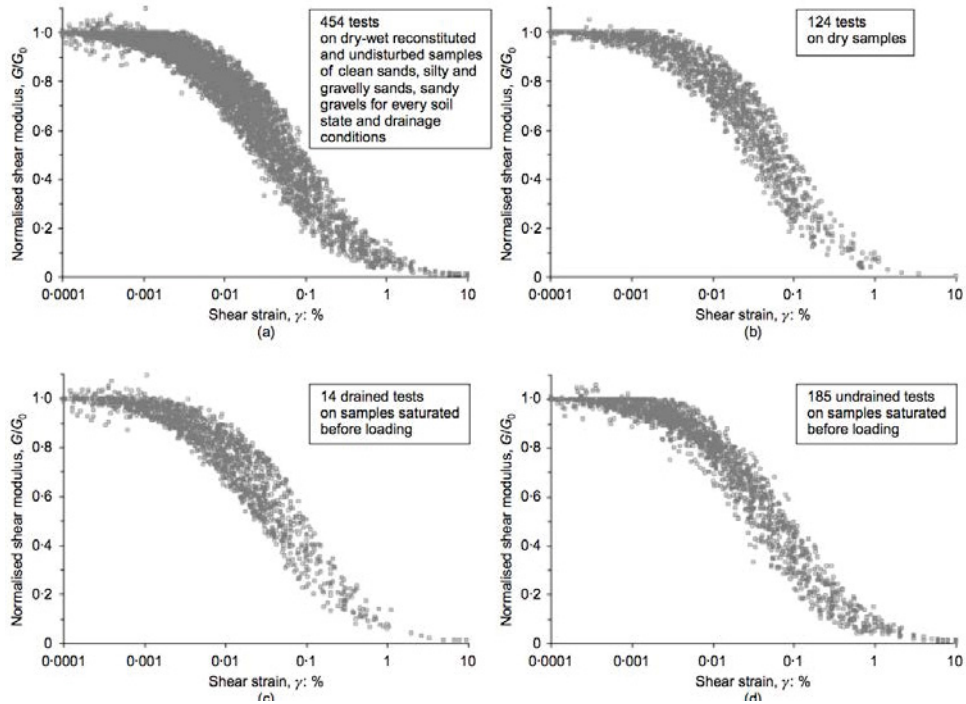 Normalised shear modulus, G/G0
1·0
0·8
0·6
0·4
0·2
0
454 tests
on dry-wet reconstituted
and undisturbed samples
of clean sands, silty and
gravelly sands, sandy
gravels for every soil
state and drainage
conditions
0·0001 0·001 0·01 0·1 1 10
Shear strain, γ: %
(a)
Normalised shear modulus, G/G0
1·0
0·8
0·6
0·4
0·2
0
124 tests
on dry samples
0·0001 0·001 0·01 0·1 1 10
Shear strain, γ: %
(b)
Normalised shear modulus, G/G0
1·0
0·8
0·6
0·4
0·2
0
14 drained tests
on samples saturated
before loading
0·0001 0·001 0·01 0·1 1 10
Shear strain, γ: %
(c)
Normalised shear modulus, G/G0
1·0
0·8
0·6
0·4
0·2
0
185 undrained tests
on samples saturated
before loading
0·0001 0·001 0·01 0·1 1 10
Shear strain, γ: %
(d)